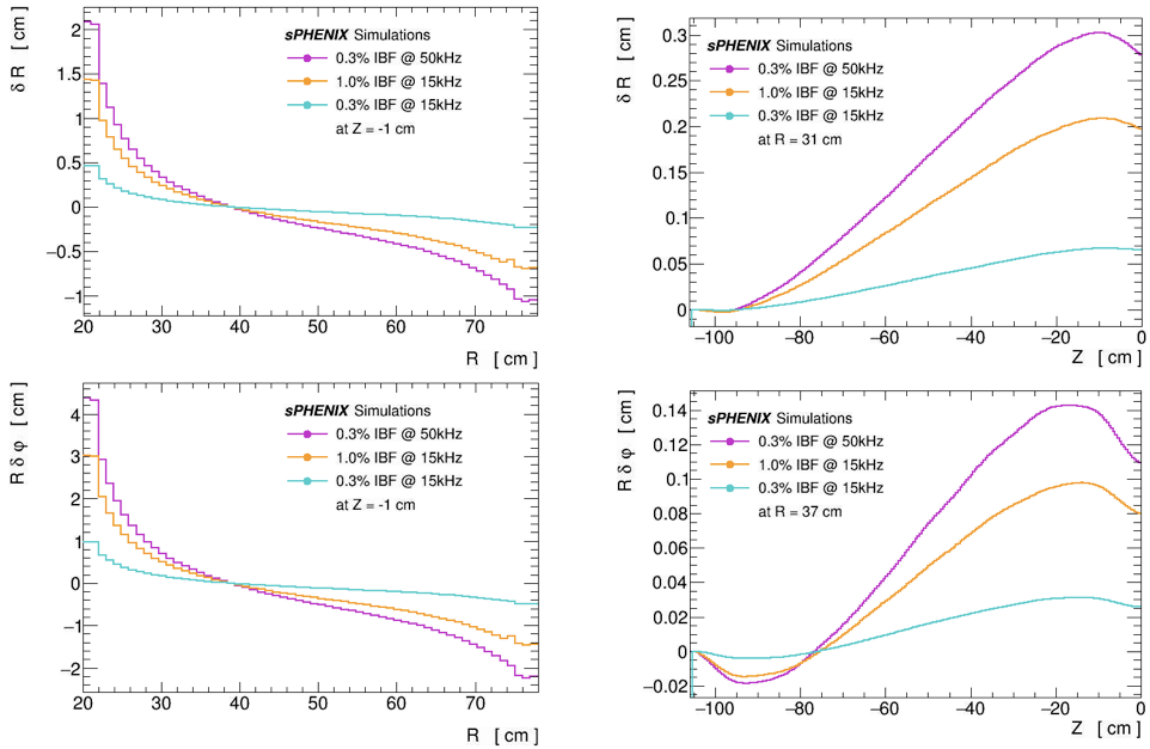 δ R [ cm]
2
1.5
1
0.5
0
−0.5
−1
20 30 40 50 60 70
R [ cm]
sPHENIX Simulations
0.3% IBF @ 50kHz
1.0% IBF @ 15kHz
0.3% IBF @ 15kHz
at Z = -1 cm
δ R [ cm]
0.3
0.25
0.2
0.15
0.1
0.05
0
−100 −80 −60 −40 −20 0
Z [ cm]
sPHENIX Simulations
0.3% IBF @ 50kHz
1.0% IBF @ 15kHz
0.3% IBF @ 15kHz
at R = 31 cm
R δ φ [ cm]
4
3
2
1
0
−1
−2
20 30 40 50 60 70
R [ cm]
sPHENIX Simulations
0.3% IBF @ 50kHz
1.0% IBF @ 15kHz
0.3% IBF @ 15kHz
at Z = -1 cm
R δ φ [ cm]
0.14
0.12
0.1
0.08
0.06
0.04
0.02
0
−0.02
−100 −80 −60 −40 −20 0
Z [ cm]
sPHENIX Simulations
0.3% IBF @ 50kHz
1.0% IBF @ 15kHz
0.3% IBF @ 15kHz
at R = 37 cm